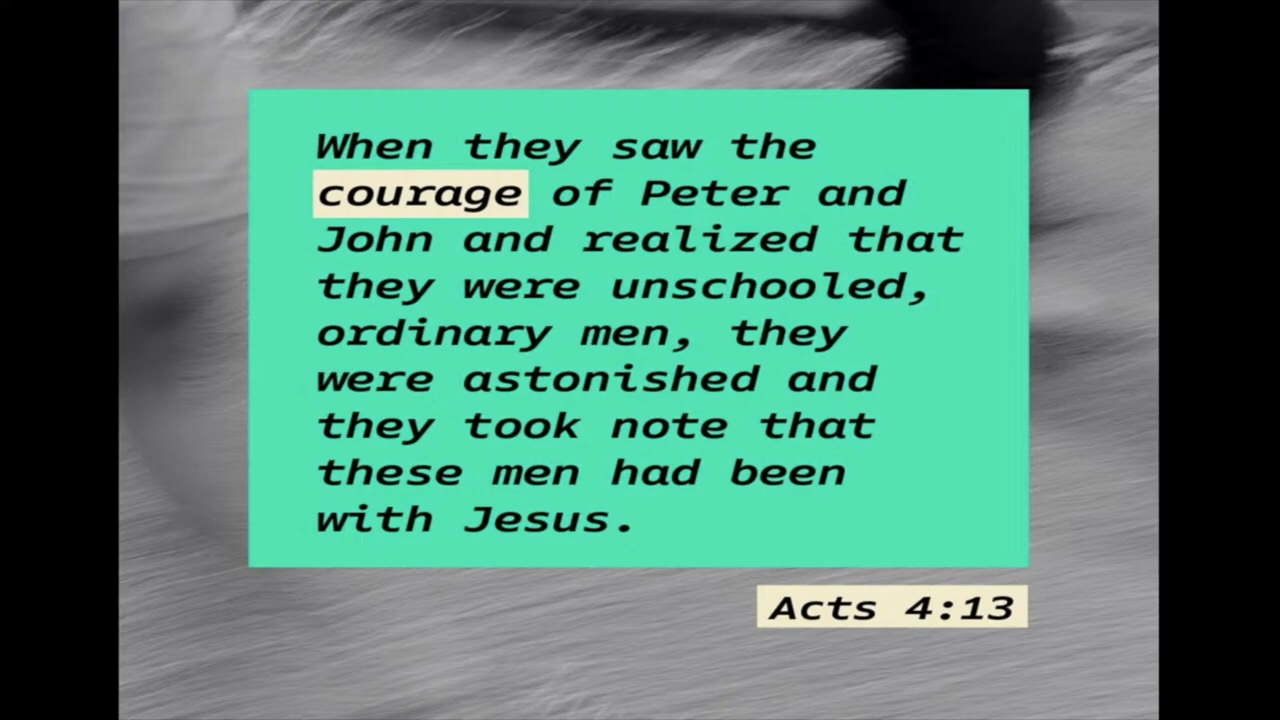 When they saw the
courage of Peter and
John and realized that
they were unschooled,
ordinary men, they
were astonished and
they took note that
these men had been
with Jesus.
Acts 4:13